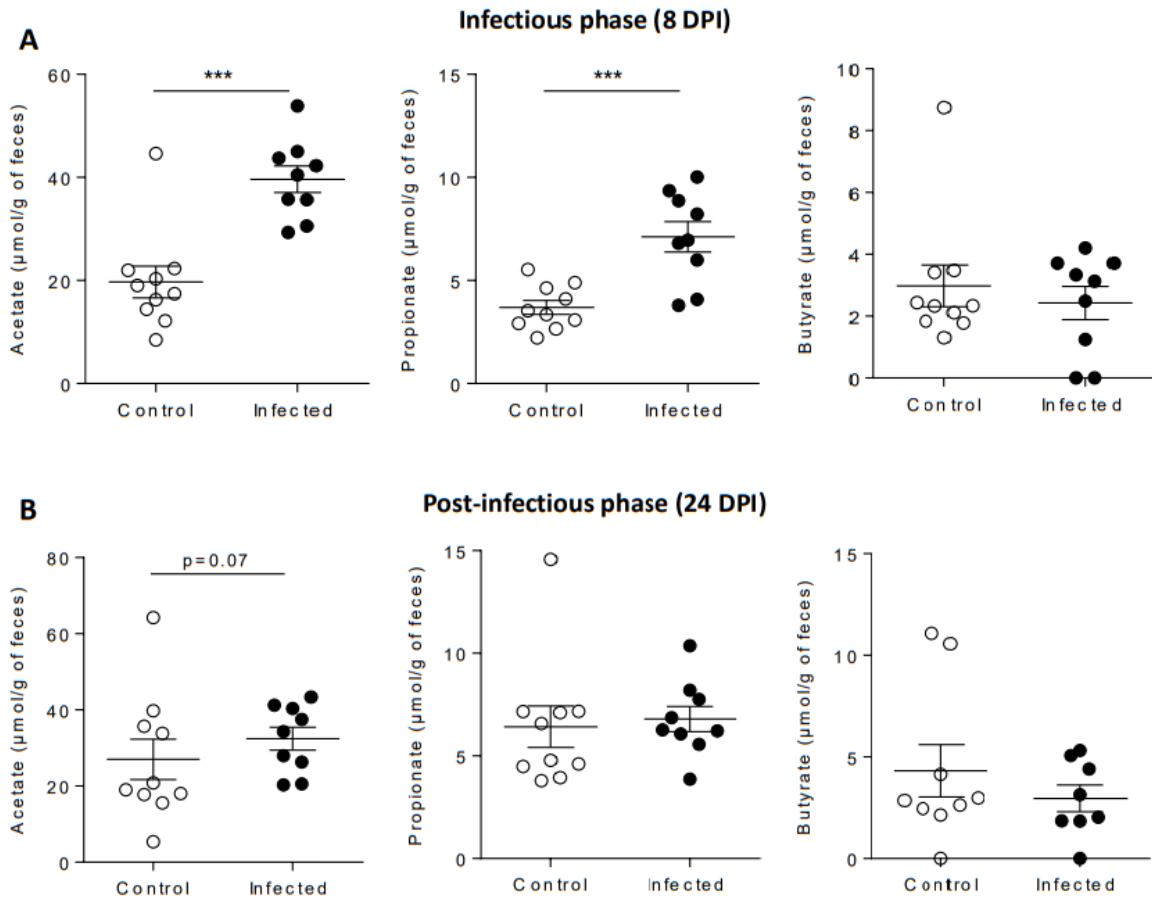 Infectious phase (8 DPI)
A
Acetate (µmol/g of feces)
60
40
20
0
***
Control Infected
Propionate (µmol/g of feces)
15
10
5
0
***
Control Infected
Butyrate (µmol/g of feces)
10
8
6
4
2
0
Control Infected
Post-infectious phase (24 DPI)
B
Acetate (µmol/g of feces)
80
60
40
20
0
p=0.07
Control Infected
Propionate (µmol/g of feces)
15
10
5
0
Control Infected
Butyrate (µmol/g of feces)
15
10
5
0
Control Infected